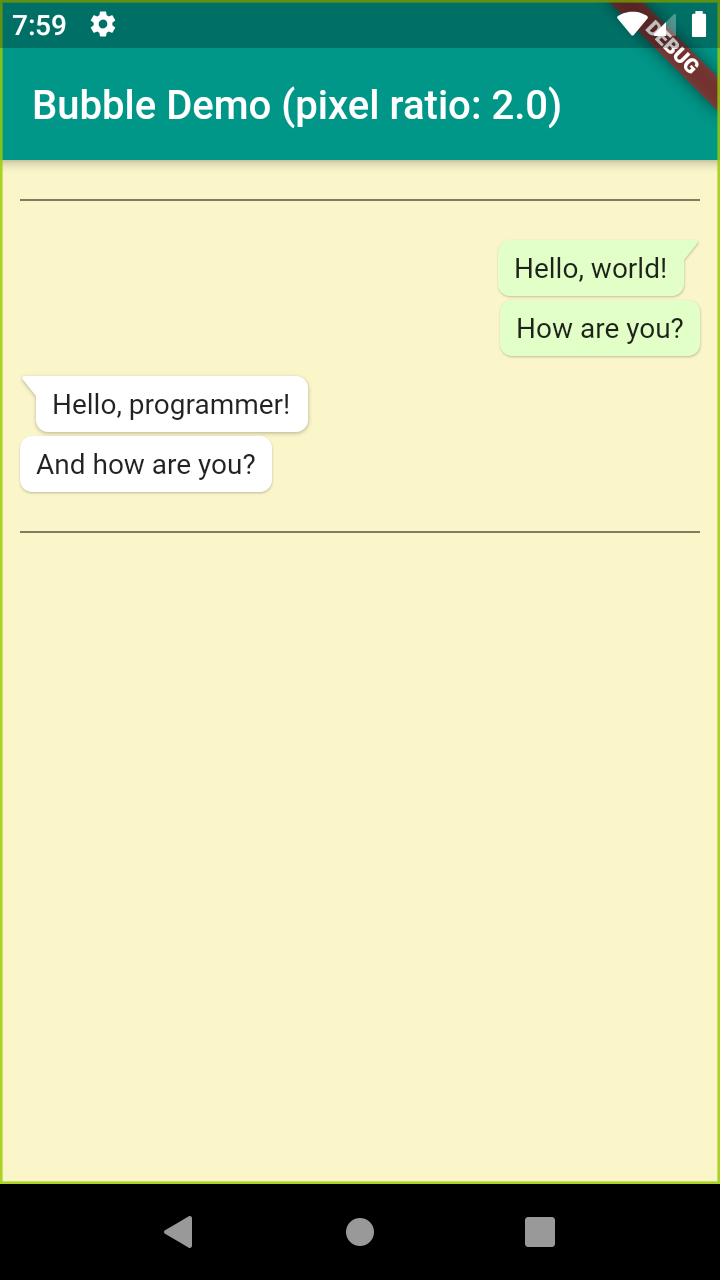 7:59
DEBUG
Bubble Demo (pixel ratio: 2.0)
Hello, world!
How are you?
Hello, programmer!
And how are you?